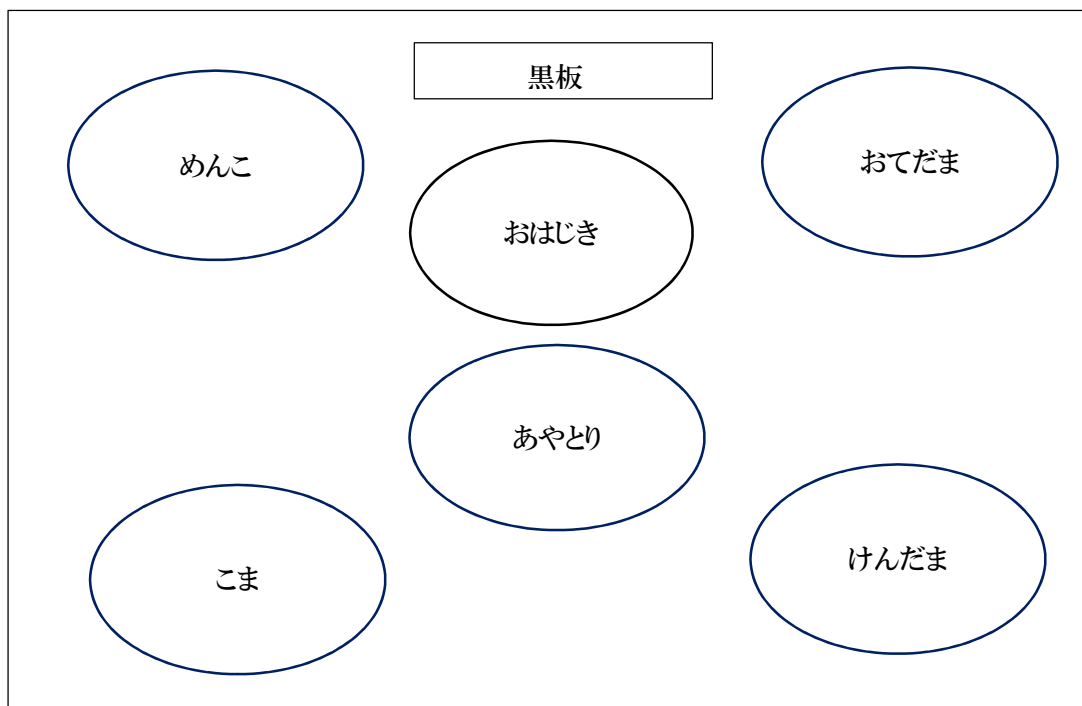 黒板
めんこ
おてだま
おはじき
あやとり
こま
けんだま